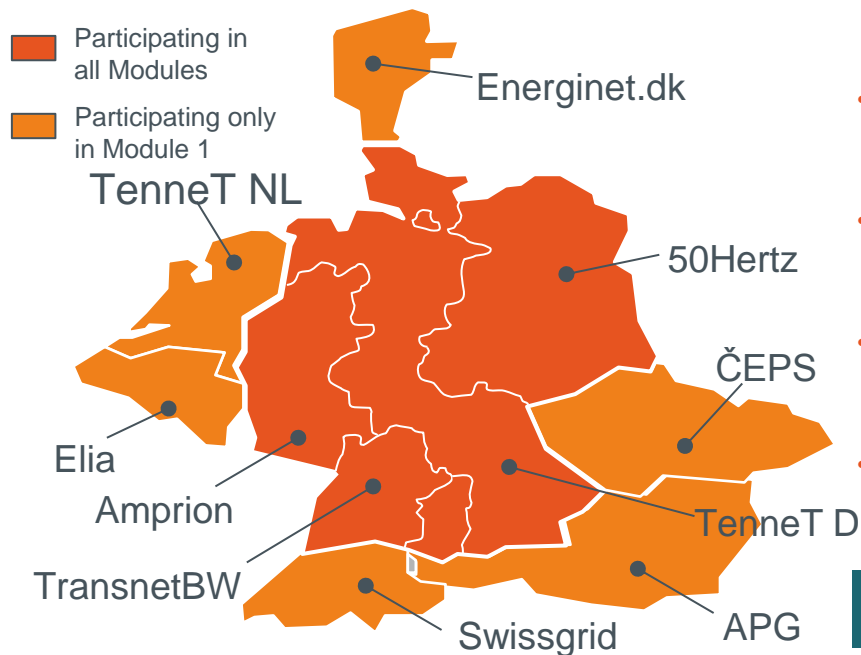 Participating in
all Modules
Participating only
in Module 1
Energinet.dk
TenneT NL
50Hertz
ČEPS
Elia
Amprion
TenneT D
TransnetBW
APG
Swissgrid